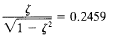 ζ/√(1 − ζ²) = 0.2459